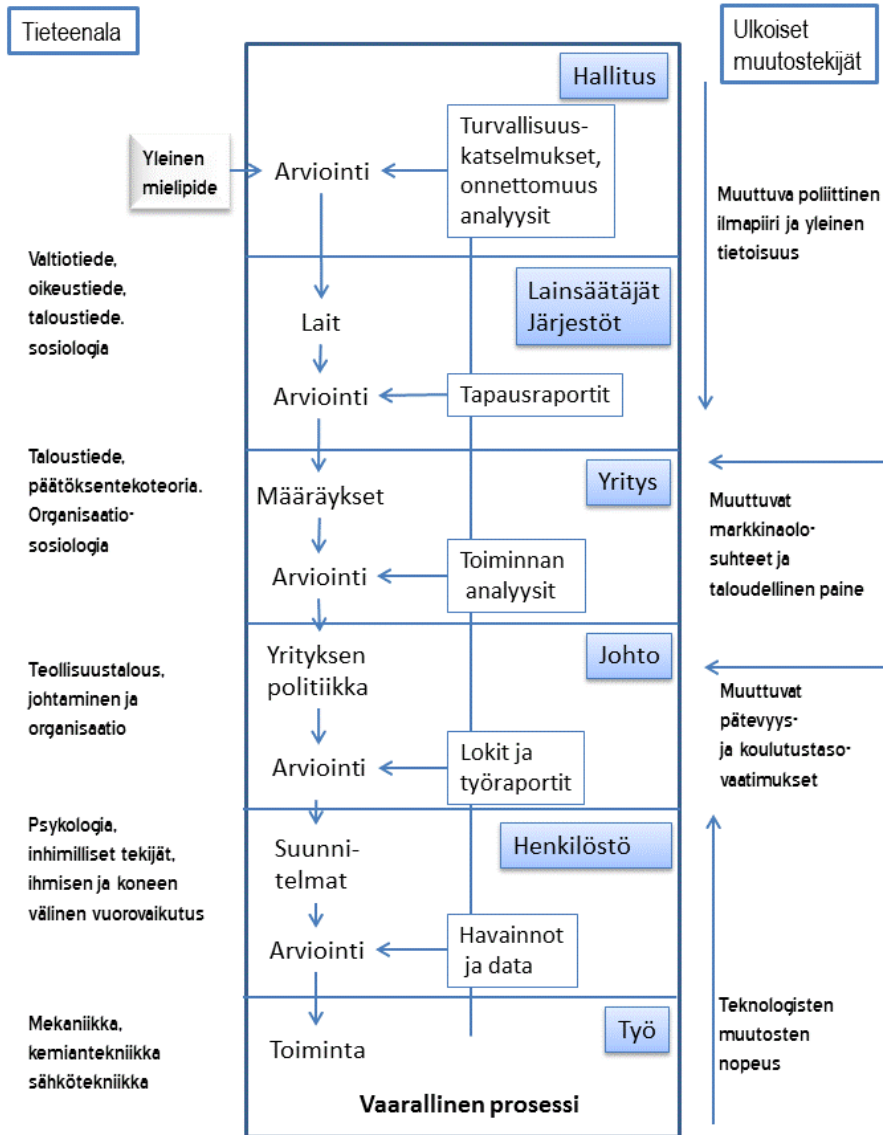 Tieteenala
Ulkoiset
muutostekijät
Hallitus
Turvallisuus-
katselmukset,
onnettomuus
analyysit
Yleinen
mielipide
Arviointi
Muuttuva poliittinen
ilmapiiri ja yleinen
tietoisuus
Valtiotiede,
oikeustiede,
taloustiede.
sosiologia
Lainsäätäjät
Järjestöt
Lait
Arviointi
Tapausraportit
Taloustiede,
päätöksentekoteoria.
Organisaatio-
sosiologia
Yritys
Määräykset
Arviointi
Toiminnan
analyysit
Muuttuvat
markkinaolo-
suhteet ja
taloudellinen paine
Teollisuustalous,
johtaminen ja
organisaatio
Johto
Yrityksen
politiikka
Arviointi
Lokit ja
työraportit
Muuttuvat
pätevyys-
ja koulutustaso-
vaatimukset
Psykologia,
inhimilliset tekijät,
ihmisen ja koneen
välinen vuorovaikutus
Henkilöstö
Suunni-
telmat
Arviointi
Havainnot
ja data
Mekaniikka,
kemiantekniikka
sähkötekniikka
Työ
Toiminta
Teknologisten
muutosten
nopeus
Vaarallinen prosessi